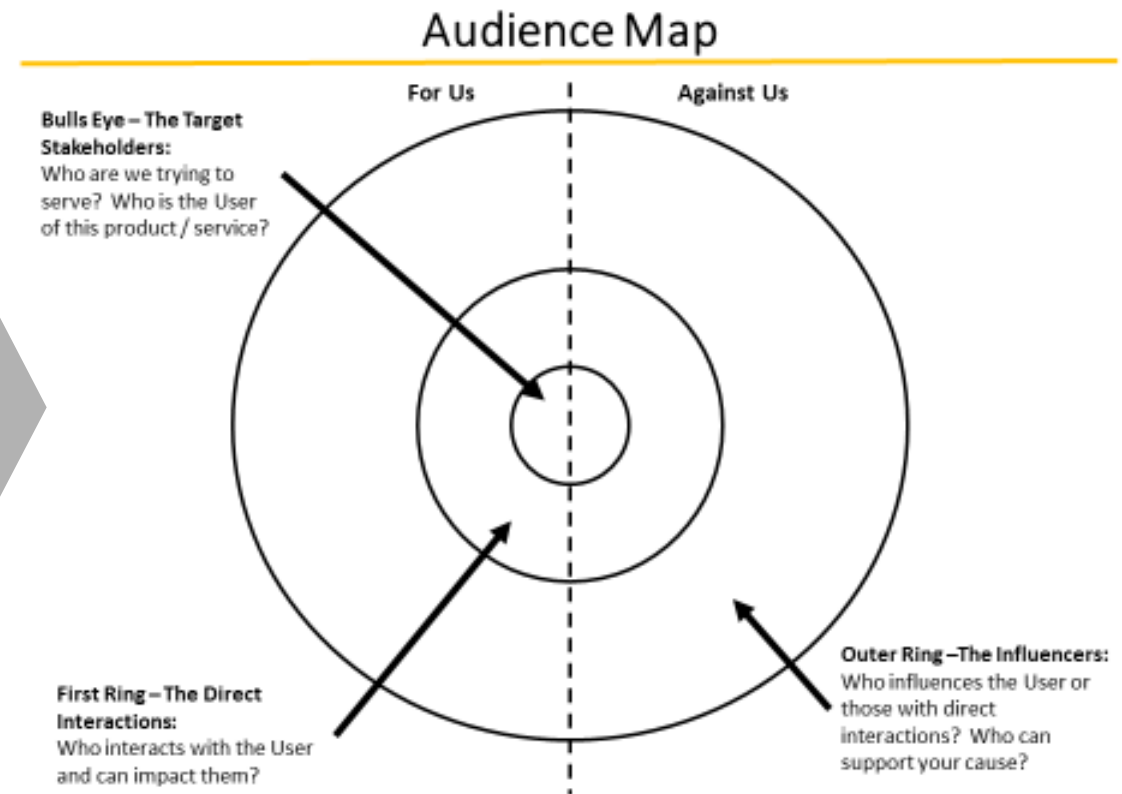 Audience Map
For Us
Against Us
Bulls Eye – The Target
Stakeholders:
Who are we trying to
serve?  Who is the User
of this product / service?
First Ring – The Direct
Interactions:
Who interacts with the User
and can impact them?
Outer Ring –The Influencers:
Who influences the User or
those with direct
interactions?  Who can
support your cause?